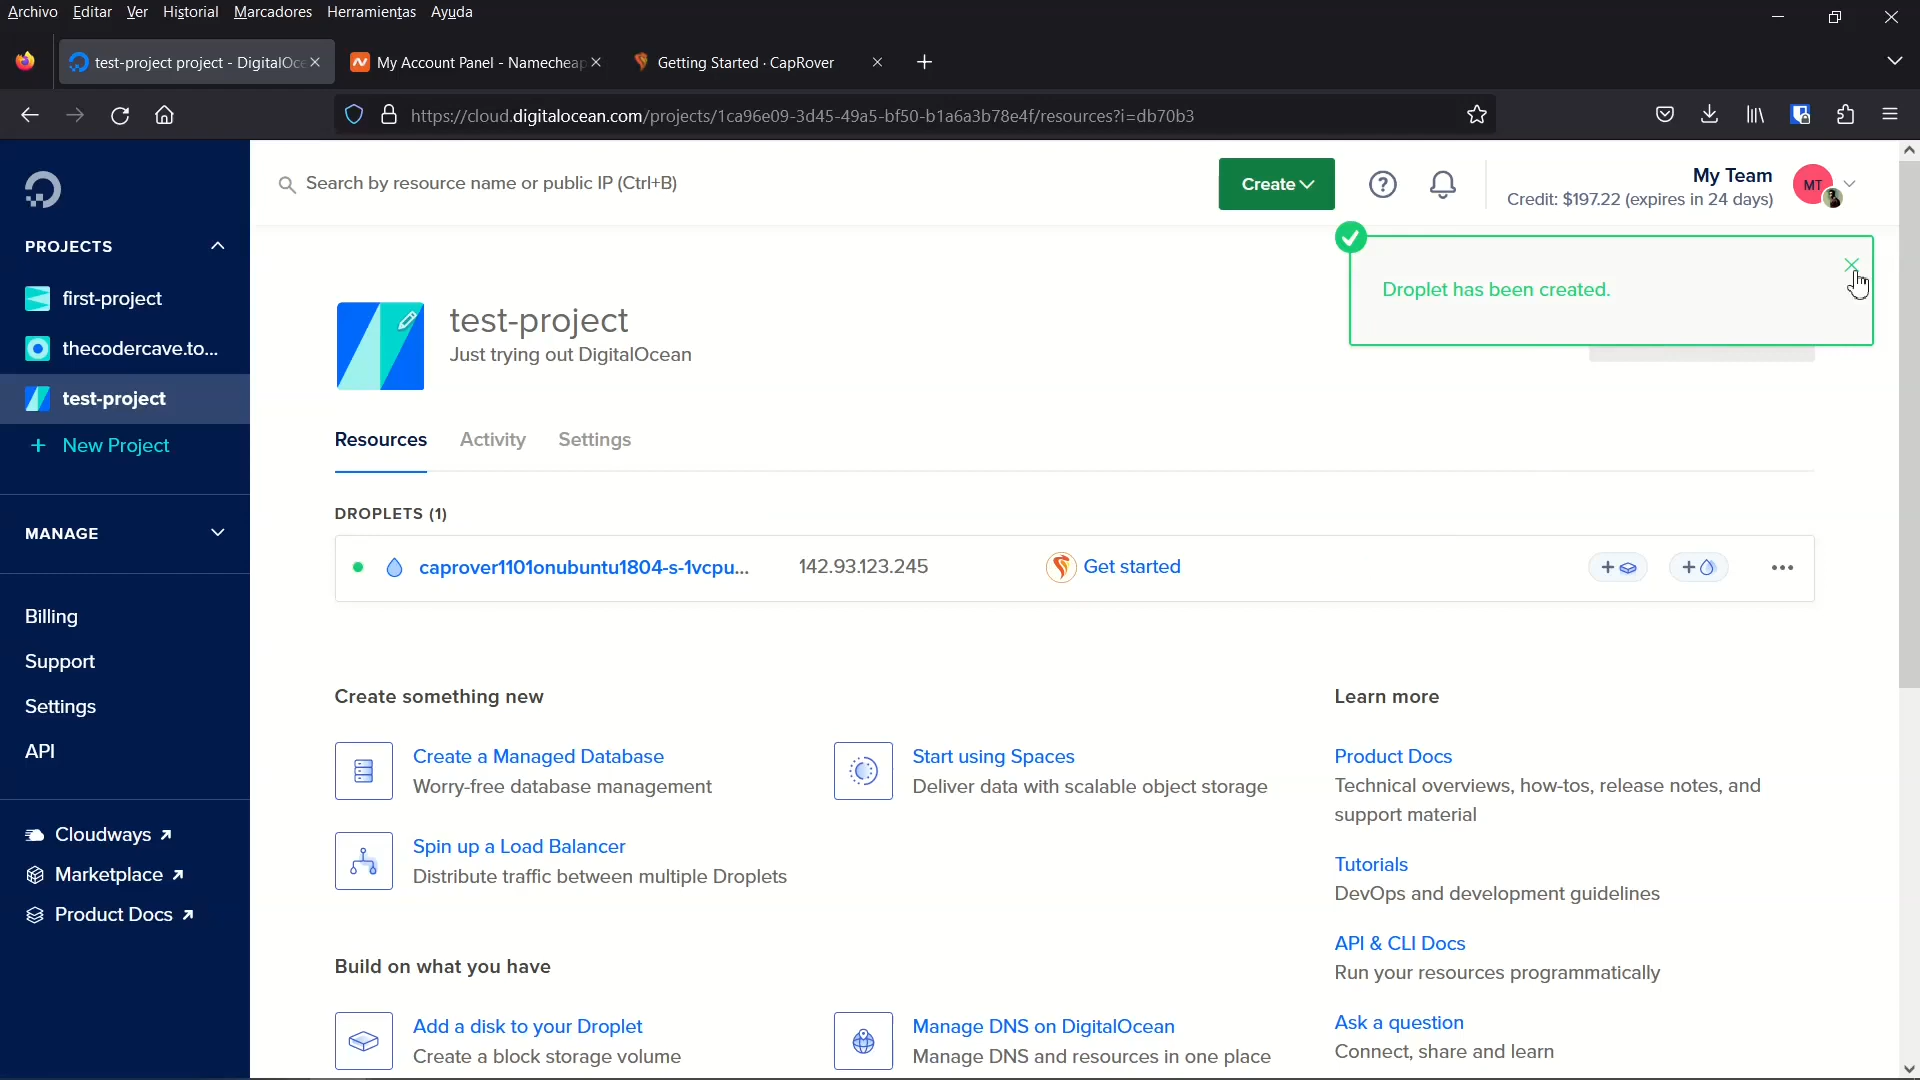 Archivo Editar Ver Historial Marcadores Herramientas Ayuda
test-project project - DigitalOce
My Account Panel - Namecheap
Getting Started · CapRover
https://cloud.digitalocean.com/projects/1ca96e09-3d45-49a5-bf50-b1a6a3b78e4f/resources?i=db70b3
Search by resource name or public IP (Ctrl+B)
Create
?
My Team
Credit: $197.22 (expires in 24 days)
MT
PROJECTS
first-project
thecodercave.to...
test-project
+ New Project
MANAGE
Billing
Support
Settings
API
Cloudways
Marketplace
Product Docs
Droplet has been created.
test-project
Just trying out DigitalOcean
Resources Activity Settings
DROPLETS (1)
caprover1101onubuntu1804-s-1vcpu... 142.93.123.245 Get started
Create something new
Create a Managed Database
Worry-free database management
Start using Spaces
Deliver data with scalable object storage
Spin up a Load Balancer
Distribute traffic between multiple Droplets
Build on what you have
Add a disk to your Droplet
Create a block storage volume
Manage DNS on DigitalOcean
Manage DNS and resources in one place
Learn more
Product Docs
Technical overviews, how-tos, release notes, and
support material
Tutorials
DevOps and development guidelines
API & CLI Docs
Run your resources programmatically
Ask a question
Connect, share and learn